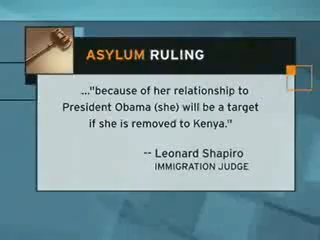 ASYLUM RULING
..."because of her relationship to
President Obama (she) will be a target
if she is removed to Kenya."
-- Leonard Shapiro
IMMIGRATION JUDGE